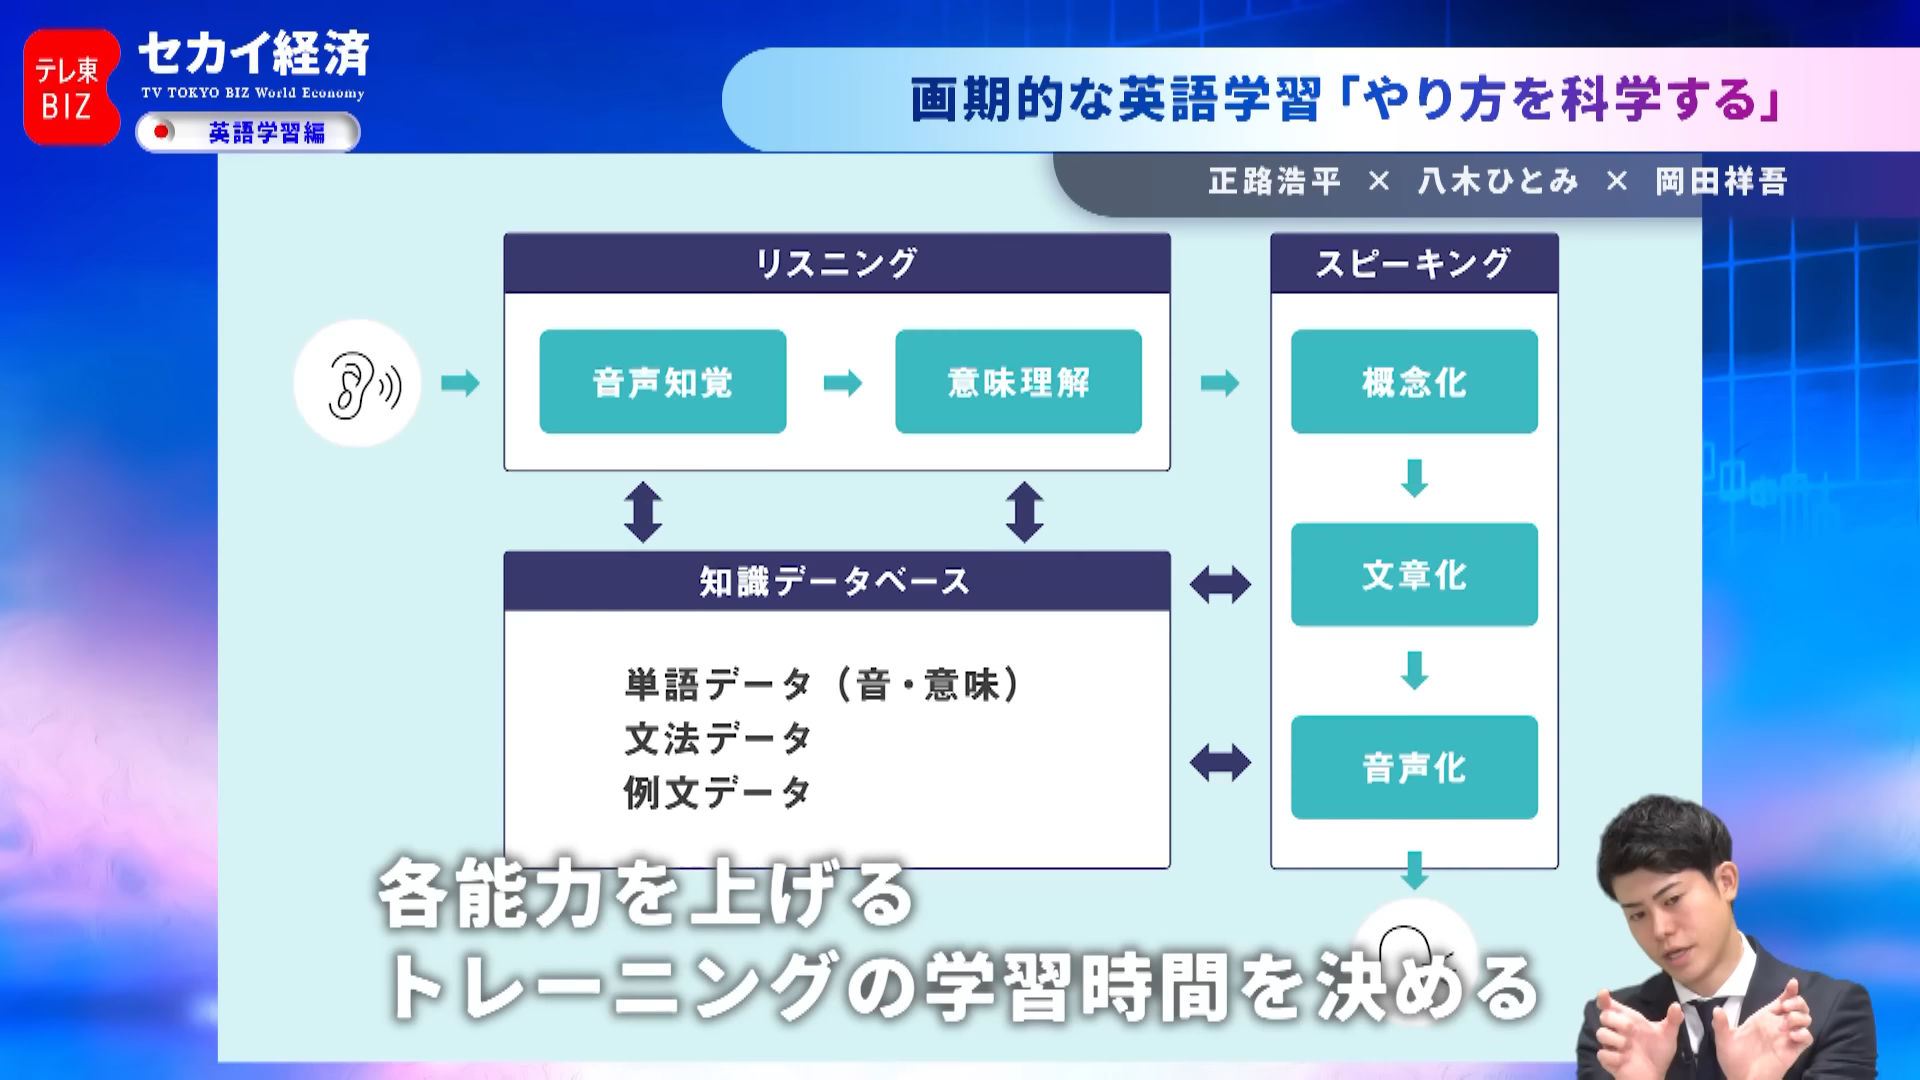 テレ東
BIZ
セカイ経済
TV TOKYO BIZ World Economy
英語学習編
画期的な英語学習「やり方を科学する」
正路浩平 × 八木ひとみ × 岡田祥吾
リスニング
スピーキング
音声知覚
意味理解
概念化
文章化
音声化
知識データベース
単語データ（音・意味）
文法データ
例文データ
各能力を上げる
トレーニングの学習時間を決める